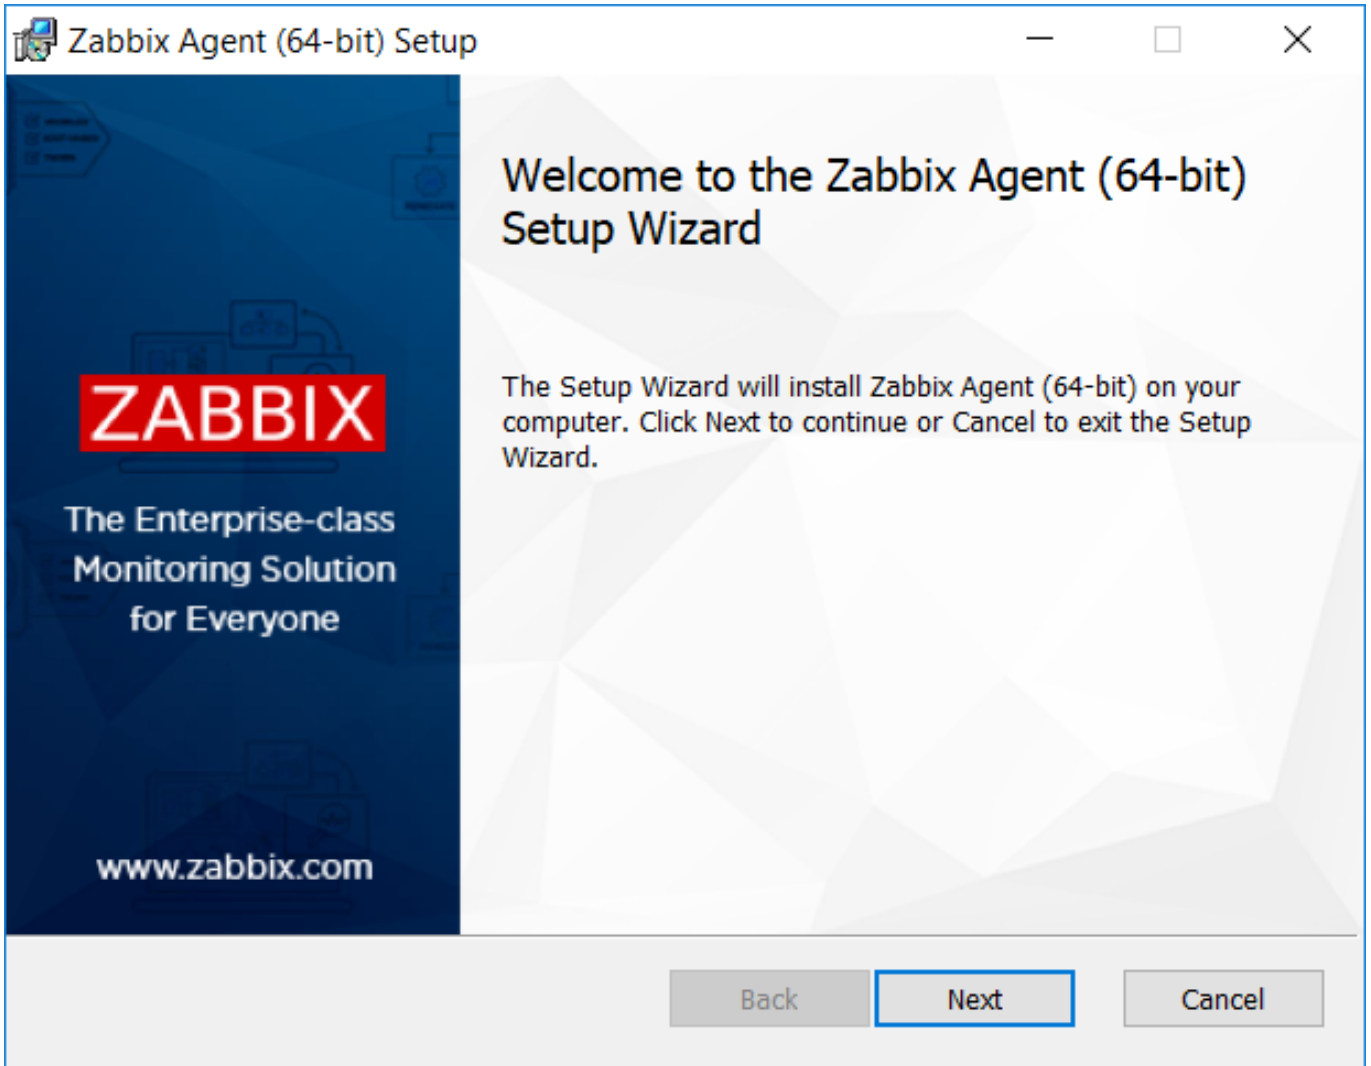 Zabbix Agent (64-bit) Setup
Welcome to the Zabbix Agent (64-bit)
Setup Wizard
The Setup Wizard will install Zabbix Agent (64-bit) on your
computer. Click Next to continue or Cancel to exit the Setup
Wizard.
ZABBIX
The Enterprise-class
Monitoring Solution
for Everyone
www.zabbix.com
Back
Next
Cancel